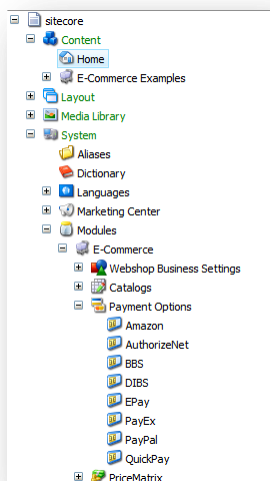 sitecore
Content
Home
E-Commerce Examples
Layout
Media Library
System
Aliases
Dictionary
Languages
Marketing Center
Modules
E-Commerce
Webshop Business Settings
Catalogs
Payment Options
Amazon
AuthorizeNet
BBS
DIBS
EPay
PayEx
PayPal
QuickPay
PriceMatrix